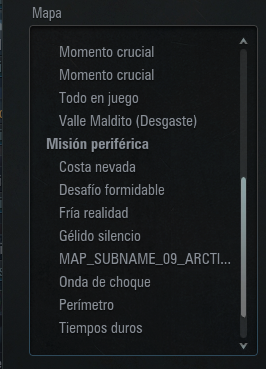 Mapa
Momento crucial
Momento crucial
Todo en juego
Valle Maldito (Desgaste)
Misión periférica
Costa nevada
Desafío formidable
Fría realidad
Gélido silencio
MAP_SUBNAME_09_ARCTI...
Onda de choque
Perímetro
Tiempos duros